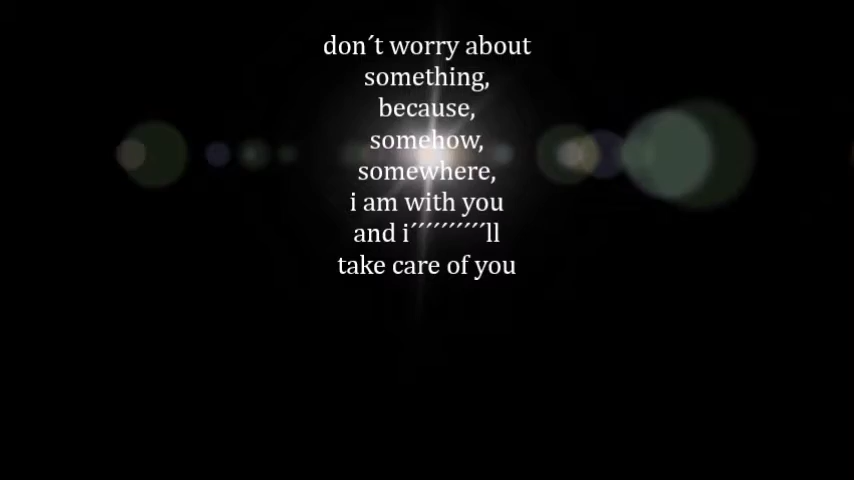 don´t worry about
something,
because,
somehow,
somewhere,
i am with you
and i´´´´´´´´´´ll
take care of you